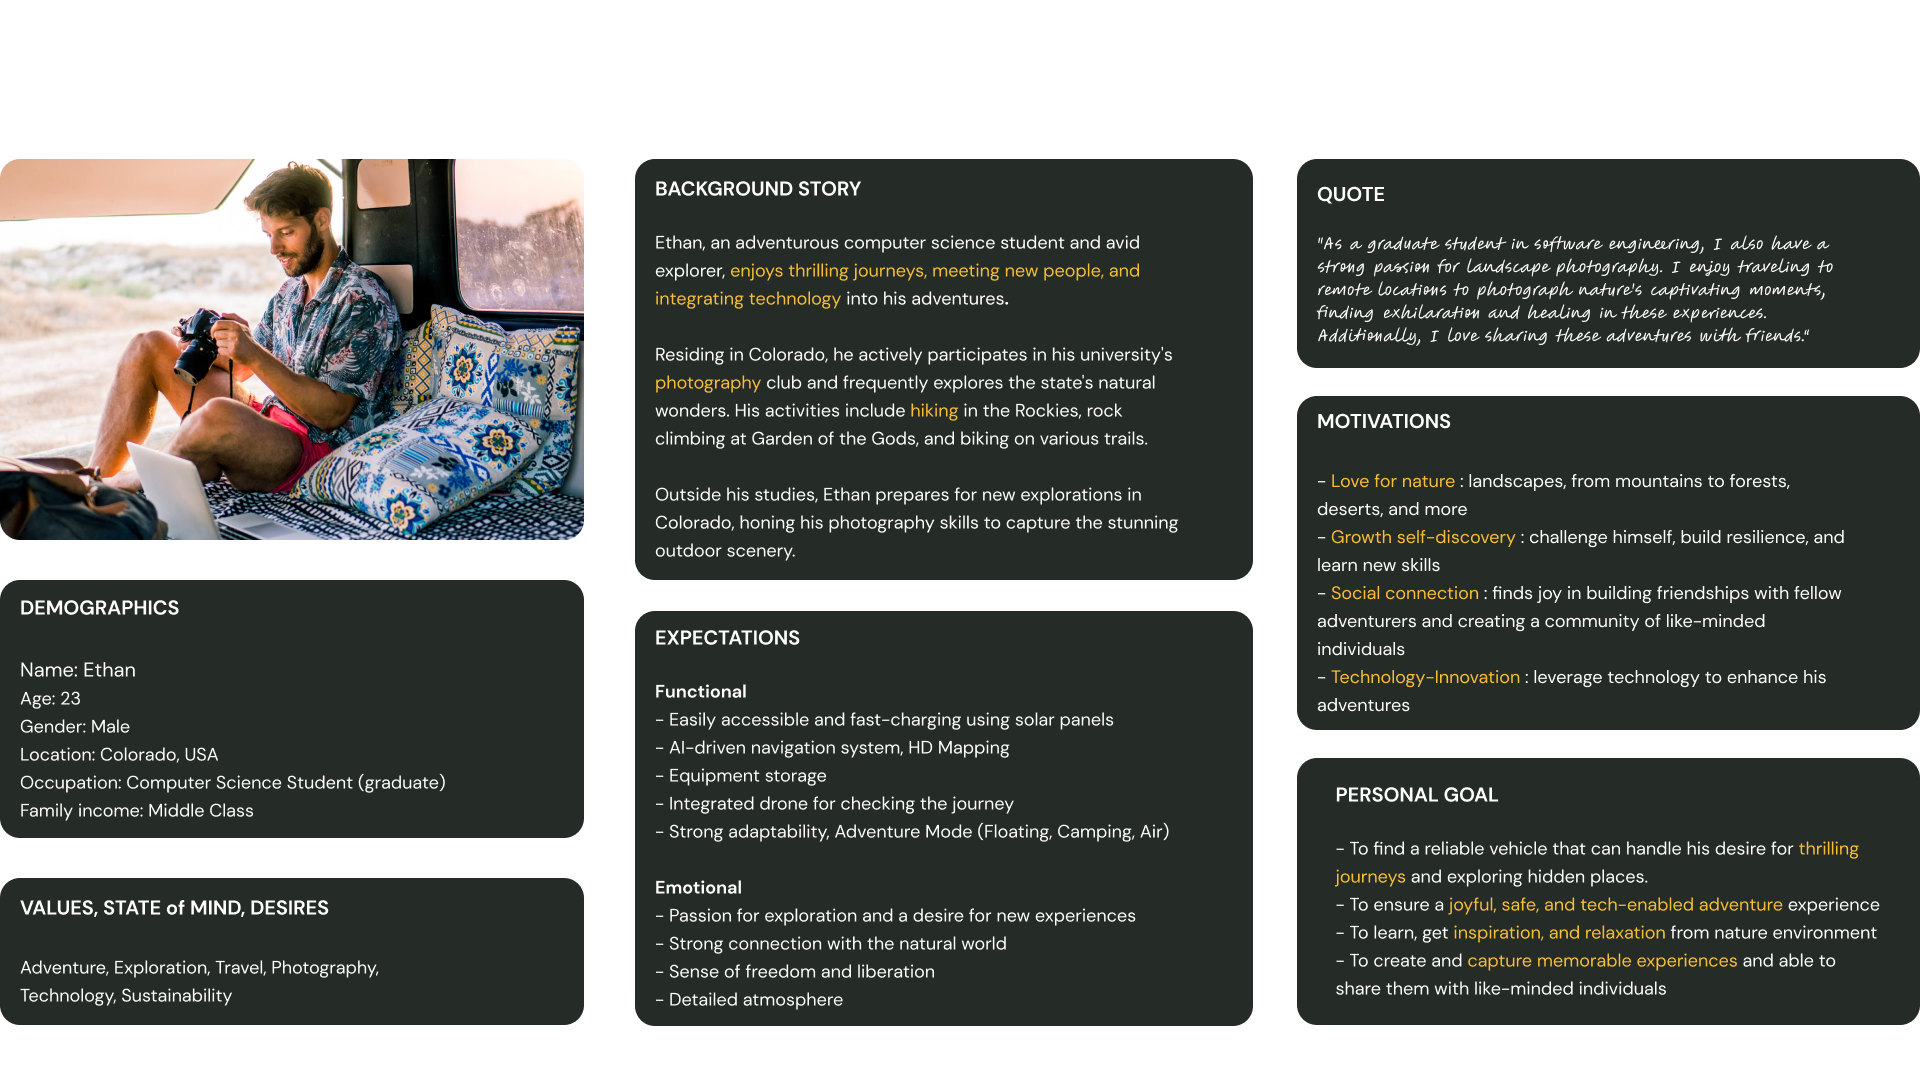 BACKGROUND STORY
Ethan, an adventurous computer science student and avid
explorer, enjoys thrilling journeys, meeting new people, and
integrating technology into his adventures.
Residing in Colorado, he actively participates in his university's
photography club and frequently explores the state's natural
wonders. His activities include hiking in the Rockies, rock
climbing at Garden of the Gods, and biking on various trails.
Outside his studies, Ethan prepares for new explorations in
Colorado, honing his photography skills to capture the stunning
outdoor scenery.
QUOTE
"As a graduate student in software engineering, I also have a
strong passion for landscape photography. I enjoy traveling to
remote locations to photograph nature's captivating moments,
finding exhilaration and healing in these experiences.
Additionally, I love sharing these adventures with friends."
MOTIVATIONS
- Love for nature : landscapes, from mountains to forests,
deserts, and more
- Growth self-discovery : challenge himself, build resilience, and
learn new skills
- Social connection : finds joy in building friendships with fellow
adventurers and creating a community of like-minded
individuals
- Technology-Innovation : leverage technology to enhance his
adventures
DEMOGRAPHICS
Name: Ethan
Age: 23
Gender: Male
Location: Colorado, USA
Occupation: Computer Science Student (graduate)
Family income: Middle Class
EXPECTATIONS
Functional
- Easily accessible and fast-charging using solar panels
- AI-driven navigation system, HD Mapping
- Equipment storage
- Integrated drone for checking the journey
- Strong adaptability, Adventure Mode (Floating, Camping, Air)
Emotional
- Passion for exploration and a desire for new experiences
- Strong connection with the natural world
- Sense of freedom and liberation
- Detailed atmosphere
PERSONAL GOAL
- To find a reliable vehicle that can handle his desire for thrilling
journeys and exploring hidden places.
- To ensure a joyful, safe, and tech-enabled adventure experience
- To learn, get inspiration, and relaxation from nature environment
- To create and capture memorable experiences and able to
share them with like-minded individuals
VALUES, STATE of MIND, DESIRES
Adventure, Exploration, Travel, Photography,
Technology, Sustainability